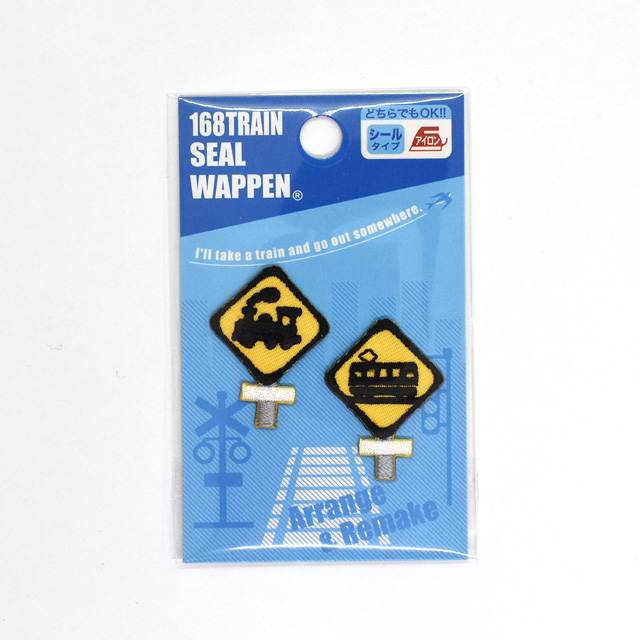 168TRAIN
SEAL
WAPPEN®
どちらでもOK!!
シール
タイプ
アイロン
I'll take a train and go out somewhere.
Arrange
& Remake